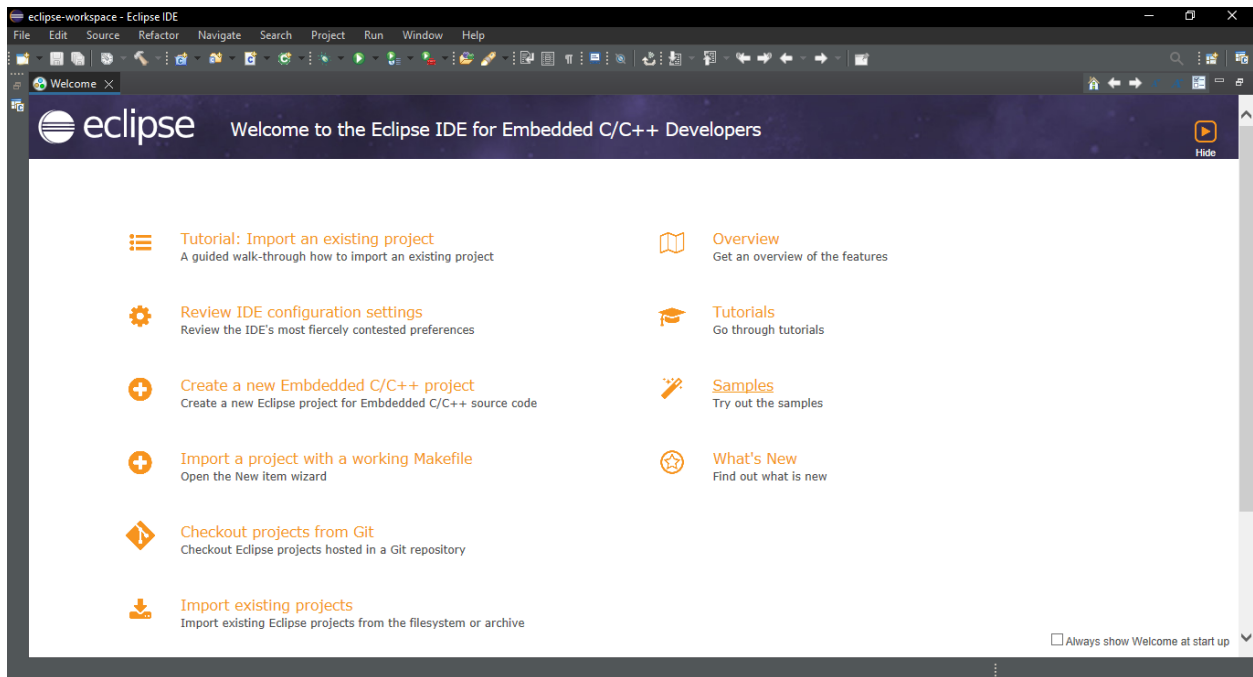 eclipse-workspace - Eclipse IDE
File Edit Source Refactor Navigate Search Project Run Window Help
Welcome
eclipse Welcome to the Eclipse IDE for Embedded C/C++ Developers
Hide
Tutorial: Import an existing project
A guided walk-through how to import an existing project
Review IDE configuration settings
Review the IDE's most fiercely contested preferences
Create a new Embdedded C/C++ project
Create a new Eclipse project for Embdedded C/C++ source code
Import a project with a working Makefile
Open the New item wizard
Checkout projects from Git
Checkout Eclipse projects hosted in a Git repository
Import existing projects
Import existing Eclipse projects from the filesystem or archive
Overview
Get an overview of the features
Tutorials
Go through tutorials
Samples
Try out the samples
What's New
Find out what is new
Always show Welcome at start up